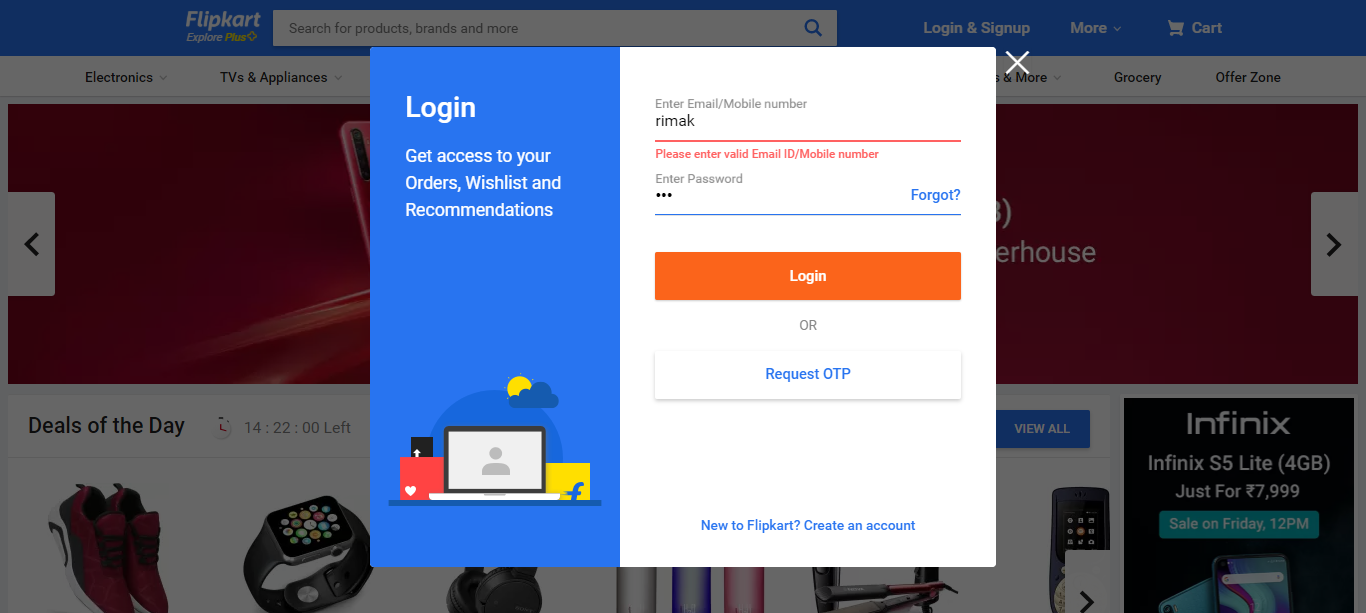 Flipkart
Explore Plus
Search for products, brands and more
Login & Signup
More
Cart
Electronics
TVs & Appliances
& More
Grocery
Offer Zone
Login
Get access to your
Orders, Wishlist and
Recommendations
Enter Email/Mobile number
rimak
Please enter valid Email ID/Mobile number
Enter Password
•••
Forgot?
Login
OR
Request OTP
New to Flipkart? Create an account
Deals of the Day
14 : 22 : 00 Left
VIEW ALL
Infinix
Infinix S5 Lite (4GB)
Just For ₹7,999
Sale on Friday, 12PM